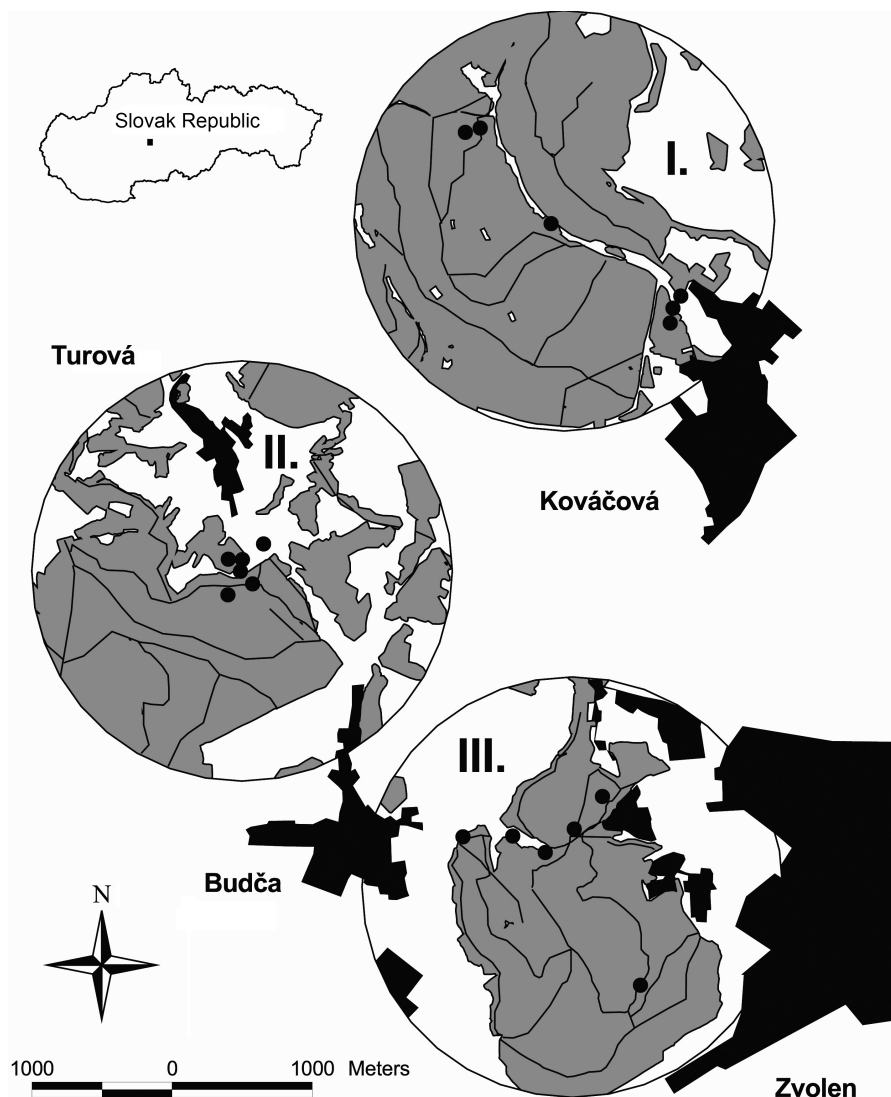 Slovak Republic
I.
Turová
II.
Kováčová
III.
Budča
N
1000 0 1000 Meters
Zvolen